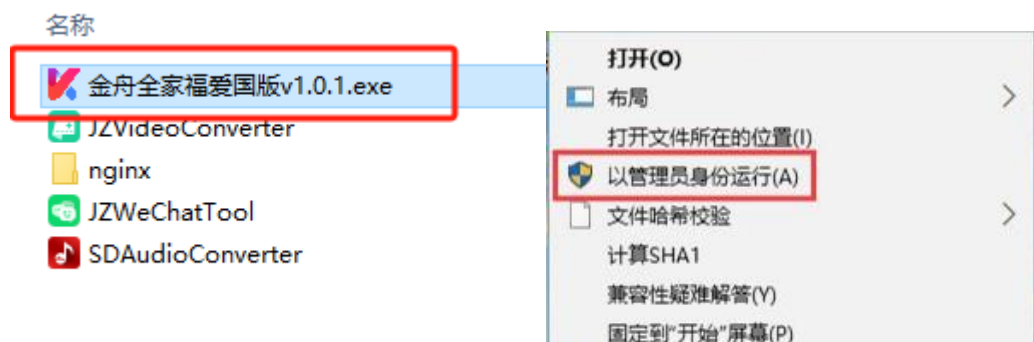 名称
金舟全家福爱国版v1.0.1.exe
JZVideoConverter
nginx
JZWeChatTool
SDAudioConverter
打开(O)
布局
打开文件所在的位置(I)
以管理员身份运行(A)
文件哈希校验
计算SHA1
兼容性疑难解答(Y)
固定到"开始"屏幕(P)